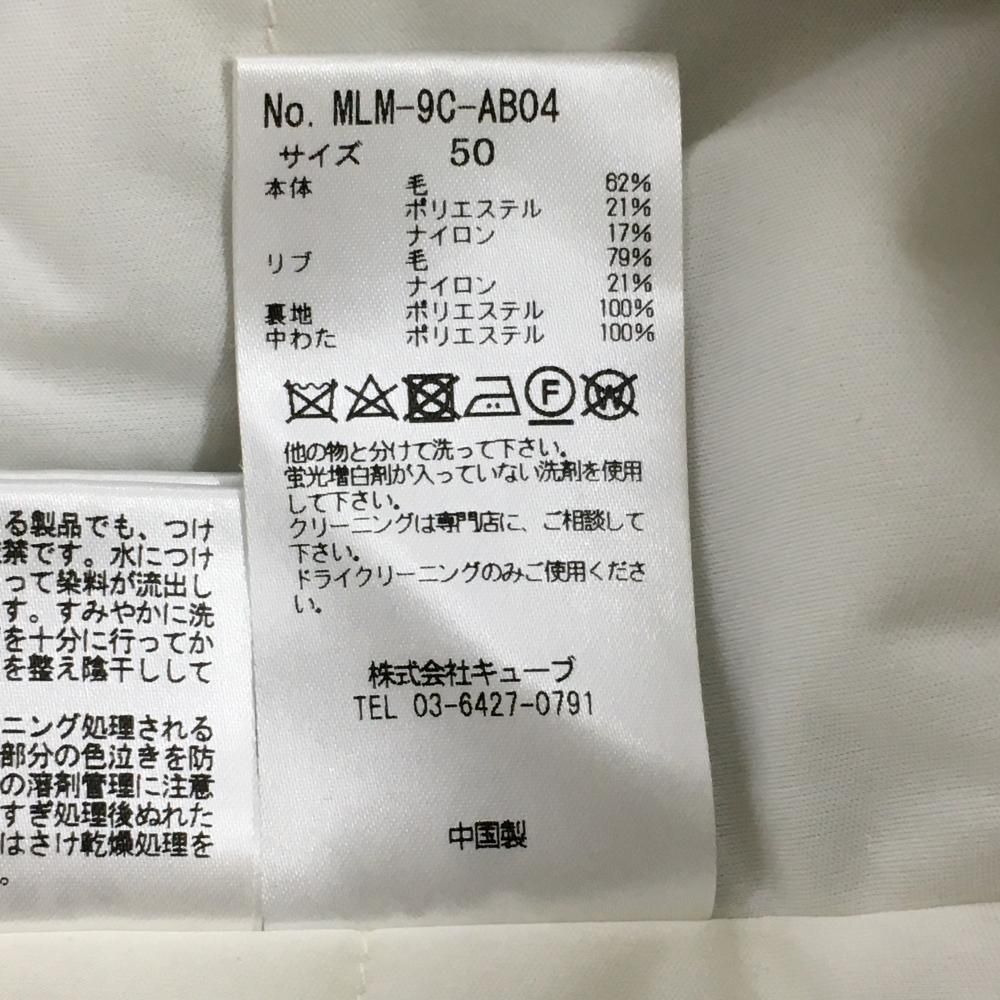 No. MLM-9C-AB04
サイズ 50
本体 毛 62%
ポリエステル 21%
ナイロン 17%
リブ 毛 79%
ナイロン 21%
裏地 ポリエステル 100%
中わた ポリエステル 100%
F W
他の物と分けて洗って下さい。
蛍光増白剤が入っていない洗剤を使用
して下さい。
クリーニングは専門店に、ご相談して
下さい。
ドライクリーニングのみご使用くださ
い。
株式会社キューブ
TEL 03-6427-0791
中国製
る製品でも、つけ
禁です。水につけ
って染料が流出し
す。すみやかに洗
を十分に行ってか
を整え陰干しして
ニング処理される
部分の色泣きを防
の溶剤管理に注意
すぎ処理後ぬれた
はさけ乾燥処理を
。